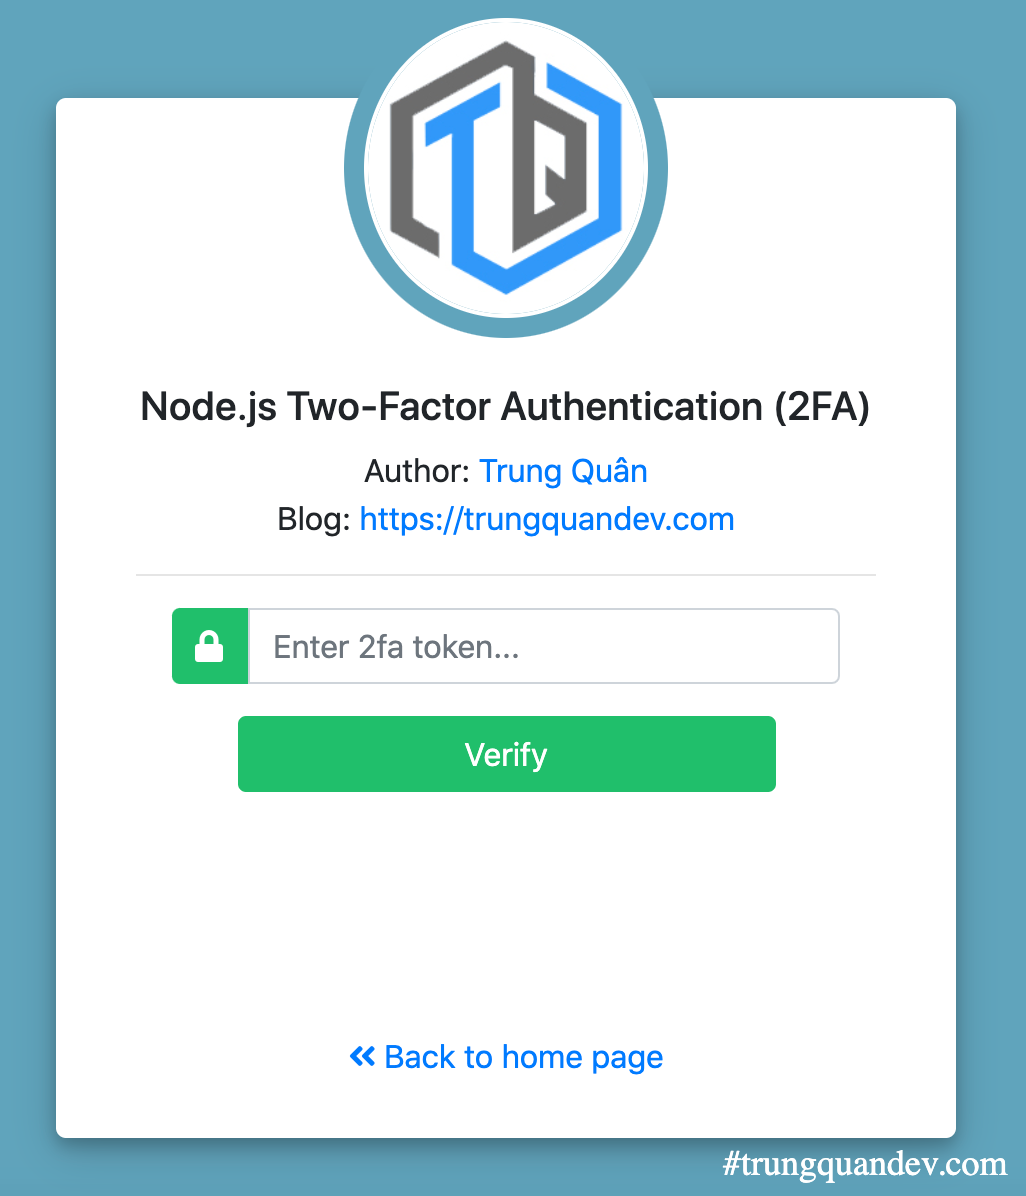 TQ
Node.js Two-Factor Authentication (2FA)
Author: Trung Quân
Blog: https://trungquandev.com
Enter 2fa token...
Verify
Back to home page
#trungquandev.com